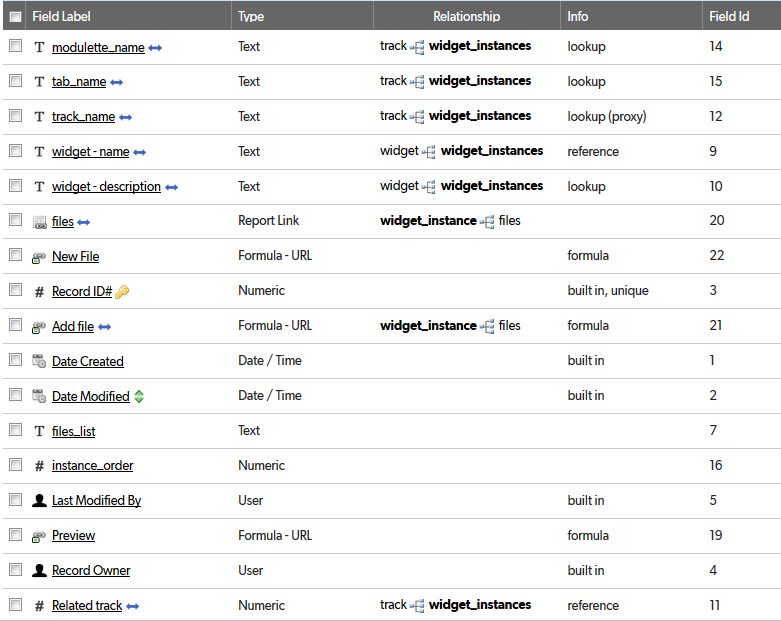 Field Label Type Relationship Info Field Id
modulette_name Text track widget_instances lookup 14
tab_name Text track widget_instances lookup 15
track_name Text track widget_instances lookup (proxy) 12
widget - name Text widget widget_instances reference 9
widget - description Text widget widget_instances lookup 10
files Report Link widget_instance files 20
New File Formula - URL formula 22
# Record ID# Numeric built in, unique 3
Add file Formula - URL widget_instance files formula 21
Date Created Date / Time built in 1
Date Modified Date / Time built in 2
files_list Text 7
# instance_order Numeric 16
Last Modified By User built in 5
Preview Formula - URL formula 19
Record Owner User built in 4
# Related track Numeric track widget_instances reference 11